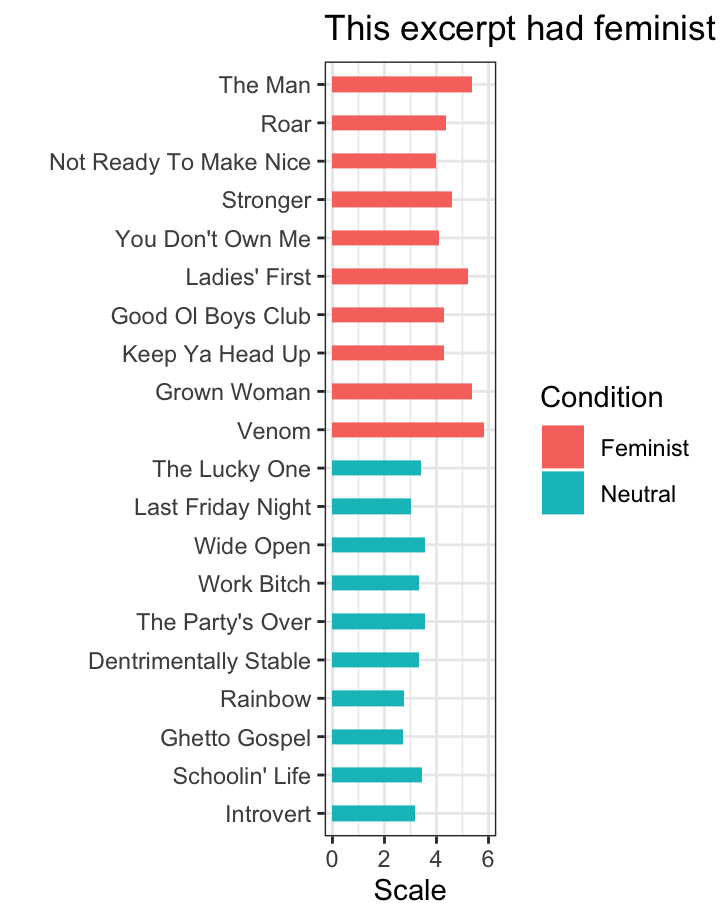 This excerpt had feminist
The Man
Roar
Not Ready To Make Nice
Stronger
You Don't Own Me
Ladies' First
Good Ol Boys Club
Keep Ya Head Up
Grown Woman
Venom
The Lucky One
Last Friday Night
Wide Open
Work Bitch
The Party's Over
Dentrimentally Stable
Rainbow
Ghetto Gospel
Schoolin' Life
Introvert
0 2 4 6
Scale
Condition
Feminist
Neutral